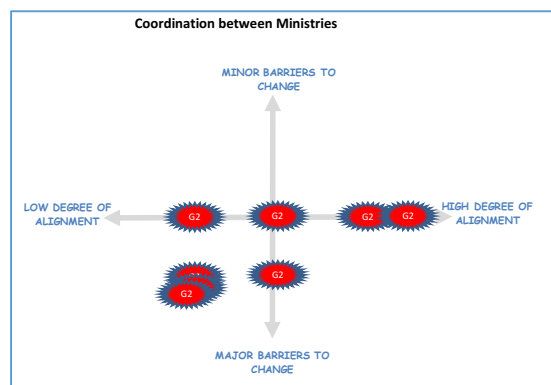 Coordination between Ministries
MINOR BARRIERS TO
CHANGE
LOW DEGREE OF
ALIGNMENT
HIGH DEGREE OF
ALIGNMENT
G2
G2
G2
G2
G2
G2
MAJOR BARRIERS TO
CHANGE